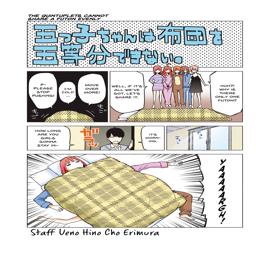 THE QUINTUPLETS CANNOT
SHARE A FUTON EVENLY
五つ子ちゃんは布団を
五等分できない。
HUH?
WHY IS
THERE ONLY
ONE
FUTON?
WELL, IF IT'S
ALL WE'VE
GOT, LET'S
SHARE IT.
MOVE
OVER
MORE!
I'M
COLD
P-
PLEASE
STOP
PUSHING!
IT'S
MORN-
ING.
HOW LONG
ARE YOU
GIRLS
GONNA
STAY IN-
YAAAAAARGH!
Staff Ueno Hino Cho Erimura